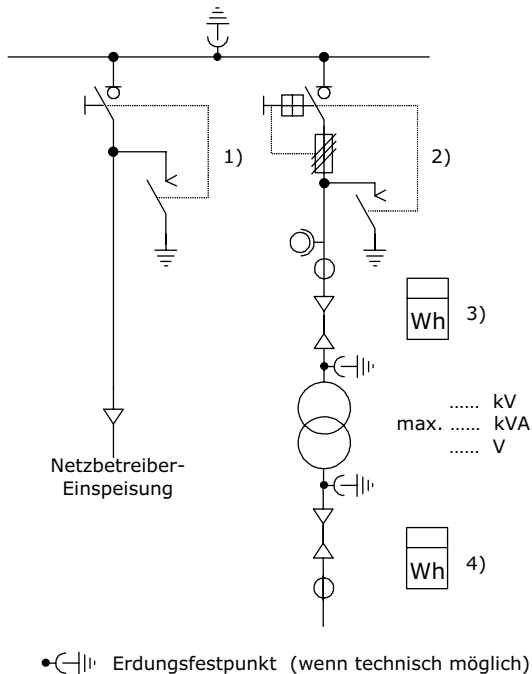 1)
2)
Wh
3)
...... kV
max. ...... kVA
...... V
Netzbetreiber-
Einspeisung
Wh
4)
Erdungsfestpunkt (wenn technisch möglich)